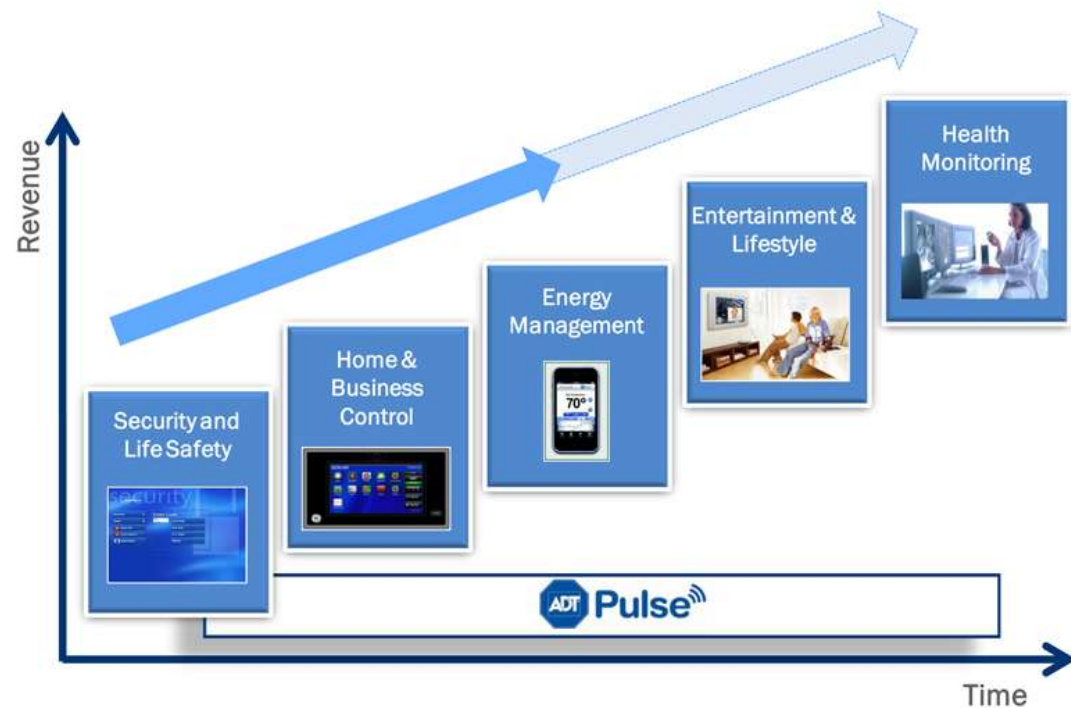 Revenue
Health
Monitoring
Entertainment &
Lifestyle
Energy
Management
70°
Home &
Business
Control
Security and
Life Safety
security
ADT Pulse
Time